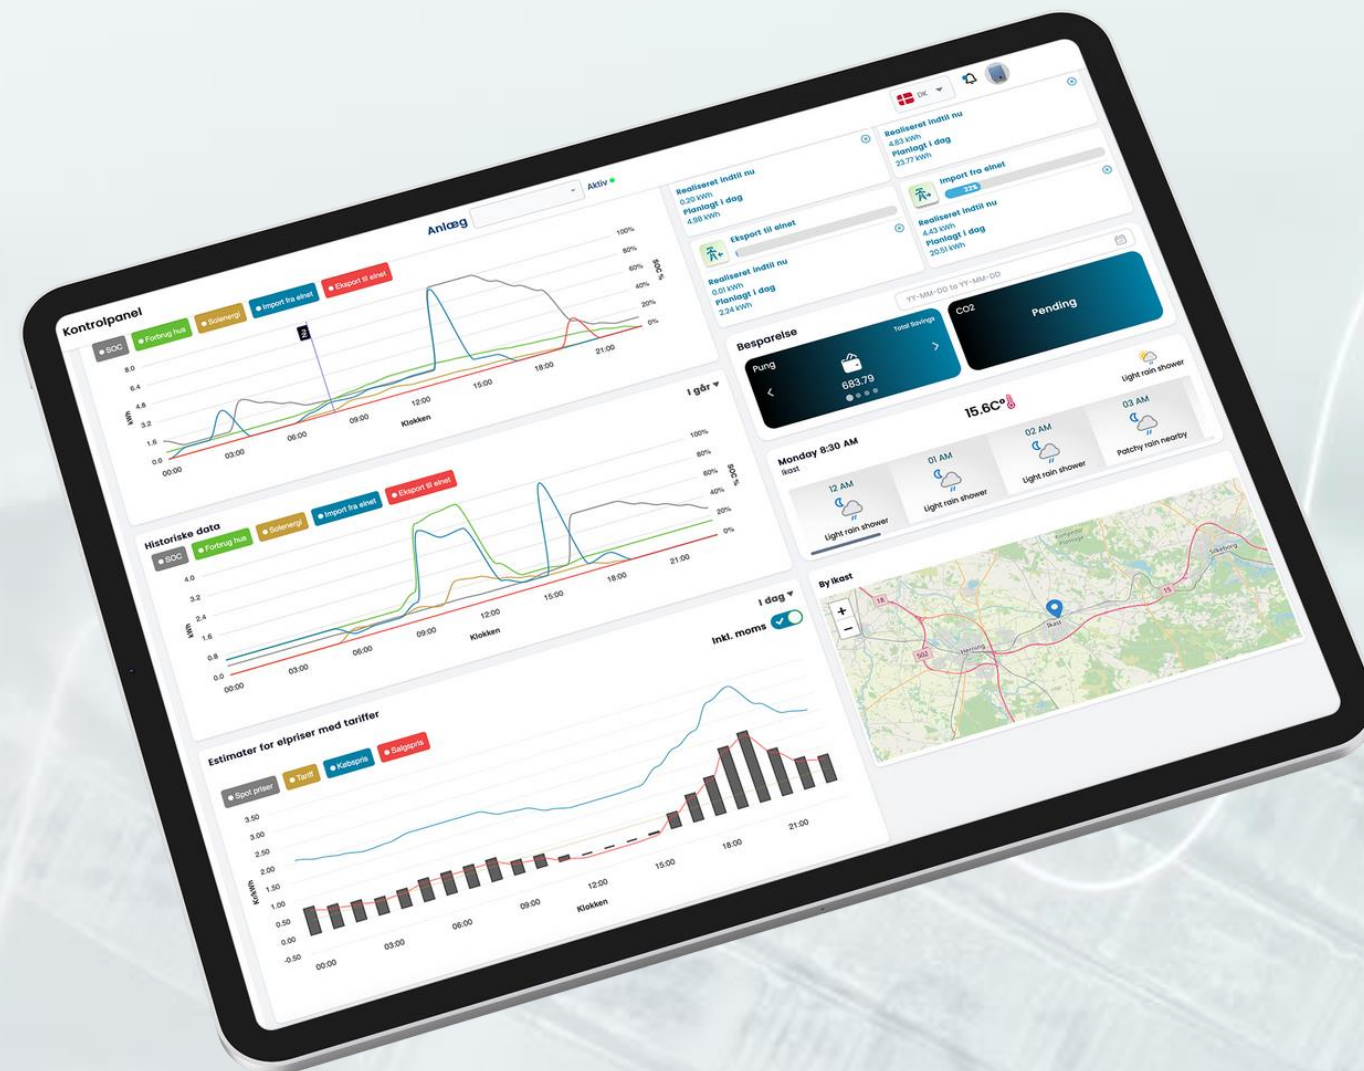 DK
Kontrolpanel
Anlæg
Aktiv
SOC
Forbrug hus
Solenergi
Import fra elnet
Eksport til elnet
Nu
8.0
6.4
4.8
3.2
1.6
0.0
kWh
100%
80%
60%
40%
20%
0%
SOC %
00:00
03:00
06:00
09:00
12:00
15:00
18:00
21:00
Klokken
Historiske data
I går
SOC
Forbrug hus
Solenergi
Import fra elnet
Eksport til elnet
4.0
3.2
2.4
1.6
0.8
0.0
kWh
100%
80%
60%
40%
20%
0%
SOC %
00:00
03:00
06:00
09:00
12:00
15:00
18:00
21:00
Klokken
Estimater for elpriser med tariffer
I dag
Inkl. moms
Spot priser
Tariff
Købspris
Salgspris
3.50
3.00
2.50
2.00
1.50
1.00
0.50
0.00
-0.50
Kr/kWh
00:00
03:00
06:00
09:00
12:00
15:00
18:00
21:00
Klokken
Realiseret indtil nu
0.20 kWh
Planlagt i dag
4.98 kWh
Realiseret indtil nu
4.83 kWh
Planlagt i dag
23.77 kWh
Eksport til elnet
Realiseret indtil nu
0.01 kWh
Planlagt i dag
2.24 kWh
Import fra elnet
22%
Realiseret indtil nu
4.43 kWh
Planlagt i dag
20.51 kWh
YY-MM-DD to YY-MM-DD
Besparelse
Pung
Total Savings
683.79
CO2
Pending
Monday 8:30 AM
Ikast
15.6C°
Light rain shower
12 AM
Light rain shower
01 AM
Light rain shower
02 AM
Light rain shower
03 AM
Patchy rain nearby
By Ikast
+
−
18
502
15
Herning
Ikast
Silkeborg